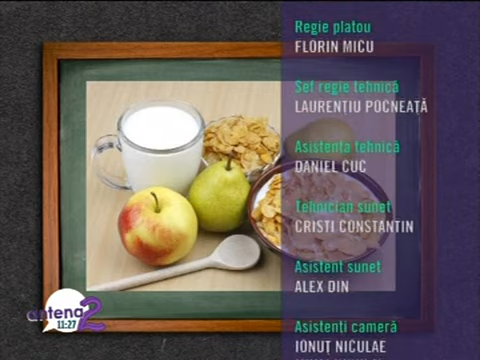 Regie platou
FLORIN MICU
Șef regie tehnică
LAURENȚIU POCNEAȚĂ
Asistența tehnică
DANIEL CUC
Tehnician sunet
CRISTI CONSTANTIN
Asistent sunet
ALEX DIN
Asistenți cameră
IONUȚ NICULAE
antena 2
11:27